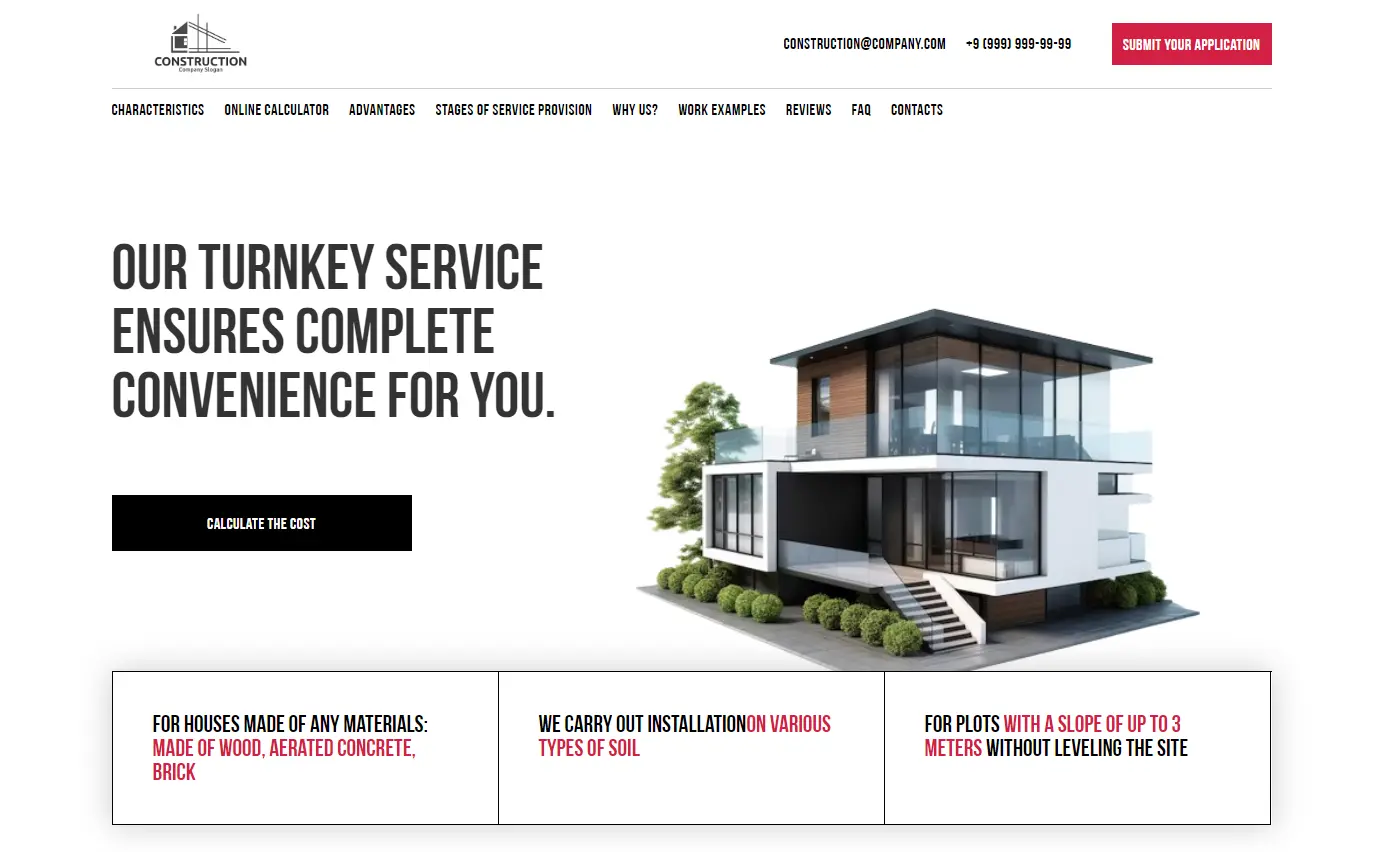 CONSTRUCTION
Company Slogan
CONSTRUCTION@COMPANY.COM +9 (999) 999-99-99 SUBMIT YOUR APPLICATION
CHARACTERISTICS ONLINE CALCULATOR ADVANTAGES STAGES OF SERVICE PROVISION WHY US? WORK EXAMPLES REVIEWS FAQ CONTACTS
OUR TURNKEY SERVICE
ENSURES COMPLETE
CONVENIENCE FOR YOU.
CALCULATE THE COST
FOR HOUSES MADE OF ANY MATERIALS:
MADE OF WOOD, AERATED CONCRETE,
BRICK
WE CARRY OUT INSTALLATIONON VARIOUS
TYPES OF SOIL
FOR PLOTS WITH A SLOPE OF UP TO 3
METERS WITHOUT LEVELING THE SITE